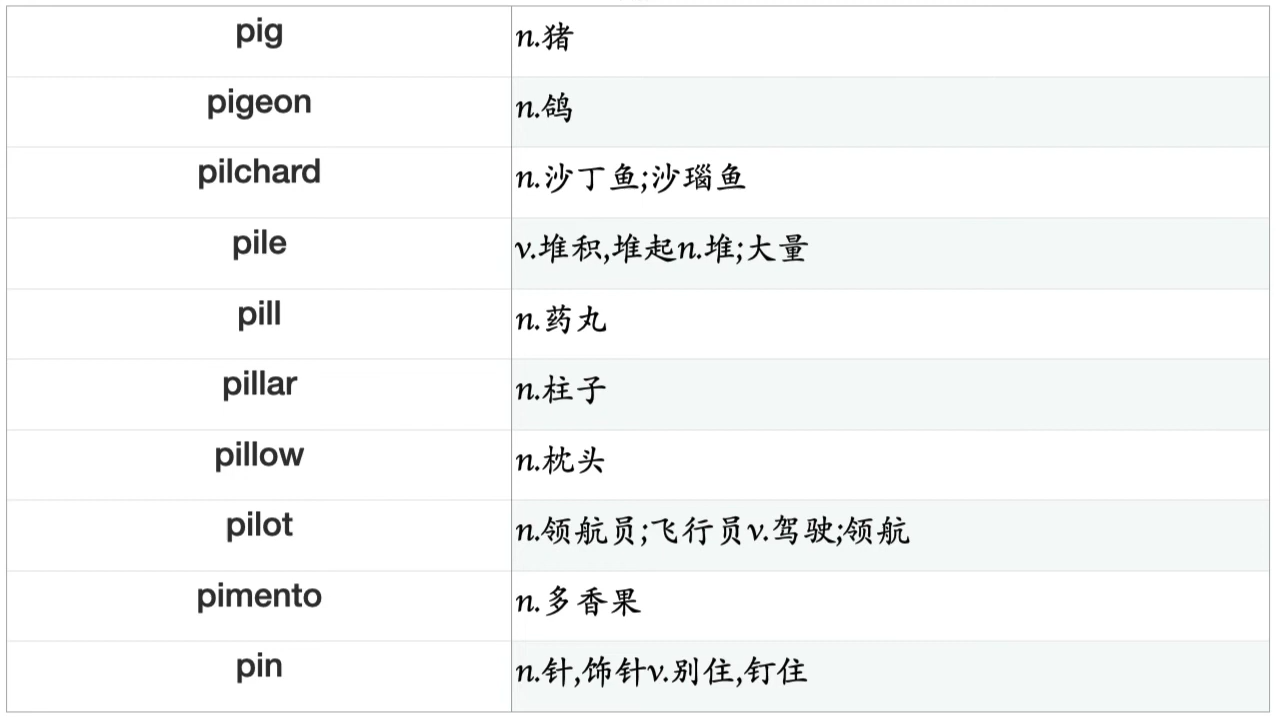 pig n.猪
pigeon n.鸽
pilchard n.沙丁鱼;沙瑙鱼
pile v.堆积,堆起n.堆;大量
pill n.药丸
pillar n.柱子
pillow n.枕头
pilot n.领航员;飞行员v.驾驶;领航
pimento n.多香果
pin n.针,饰针v.别住,钉住